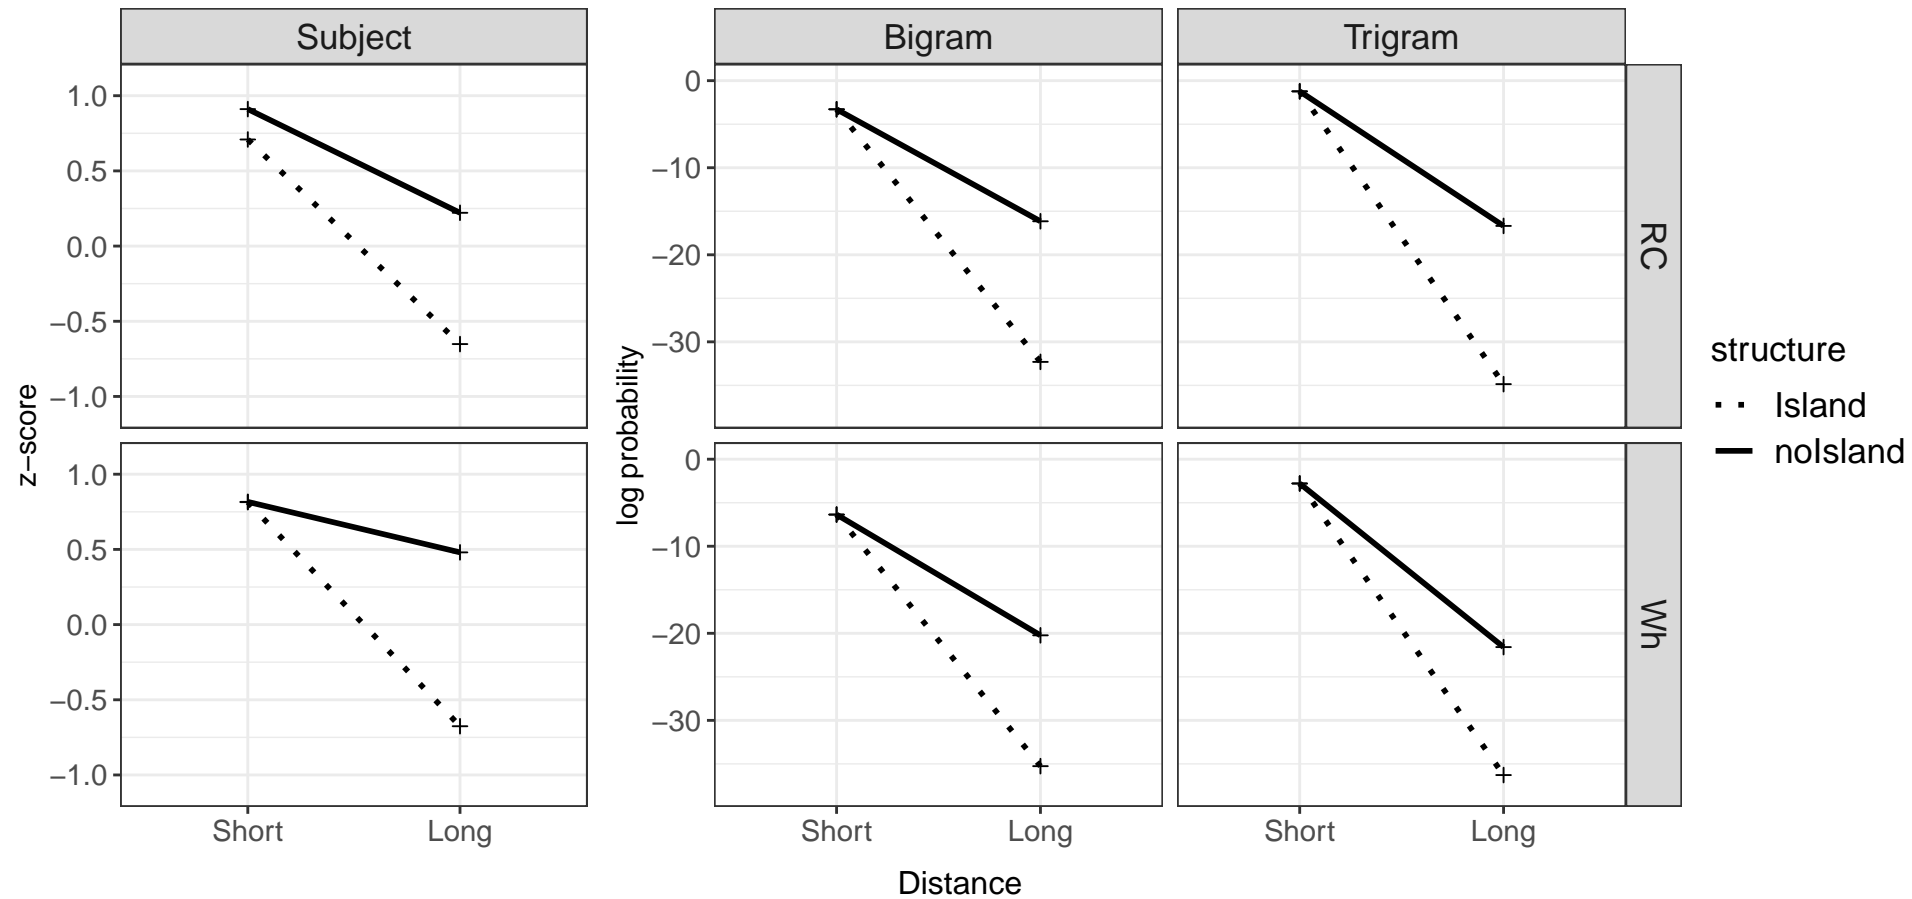 Subject
Bigram
Trigram
z−score
1.0
0.5
0.0
−0.5
−1.0
log probability
0
−10
−20
−30
RC
1.0
0.5
0.0
−0.5
−1.0
0
−10
−20
−30
Wh
Short Long
Short Long
Short Long
Distance
structure
Island
noIsland